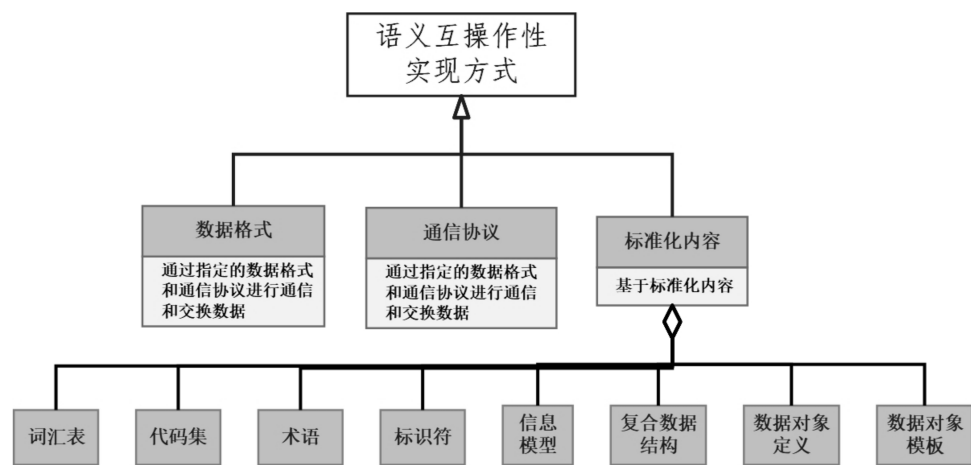 语义互操作性
实现方式
数据格式
通过指定的数据格式
和通信协议进行通信
和交换数据
通信协议
通过指定的数据格式
和通信协议进行通信
和交换数据
标准化内容
基于标准化内容
词汇表
代码集
术语
标识符
信息
模型
复合数据
结构
数据对象
定义
数据对象
模板